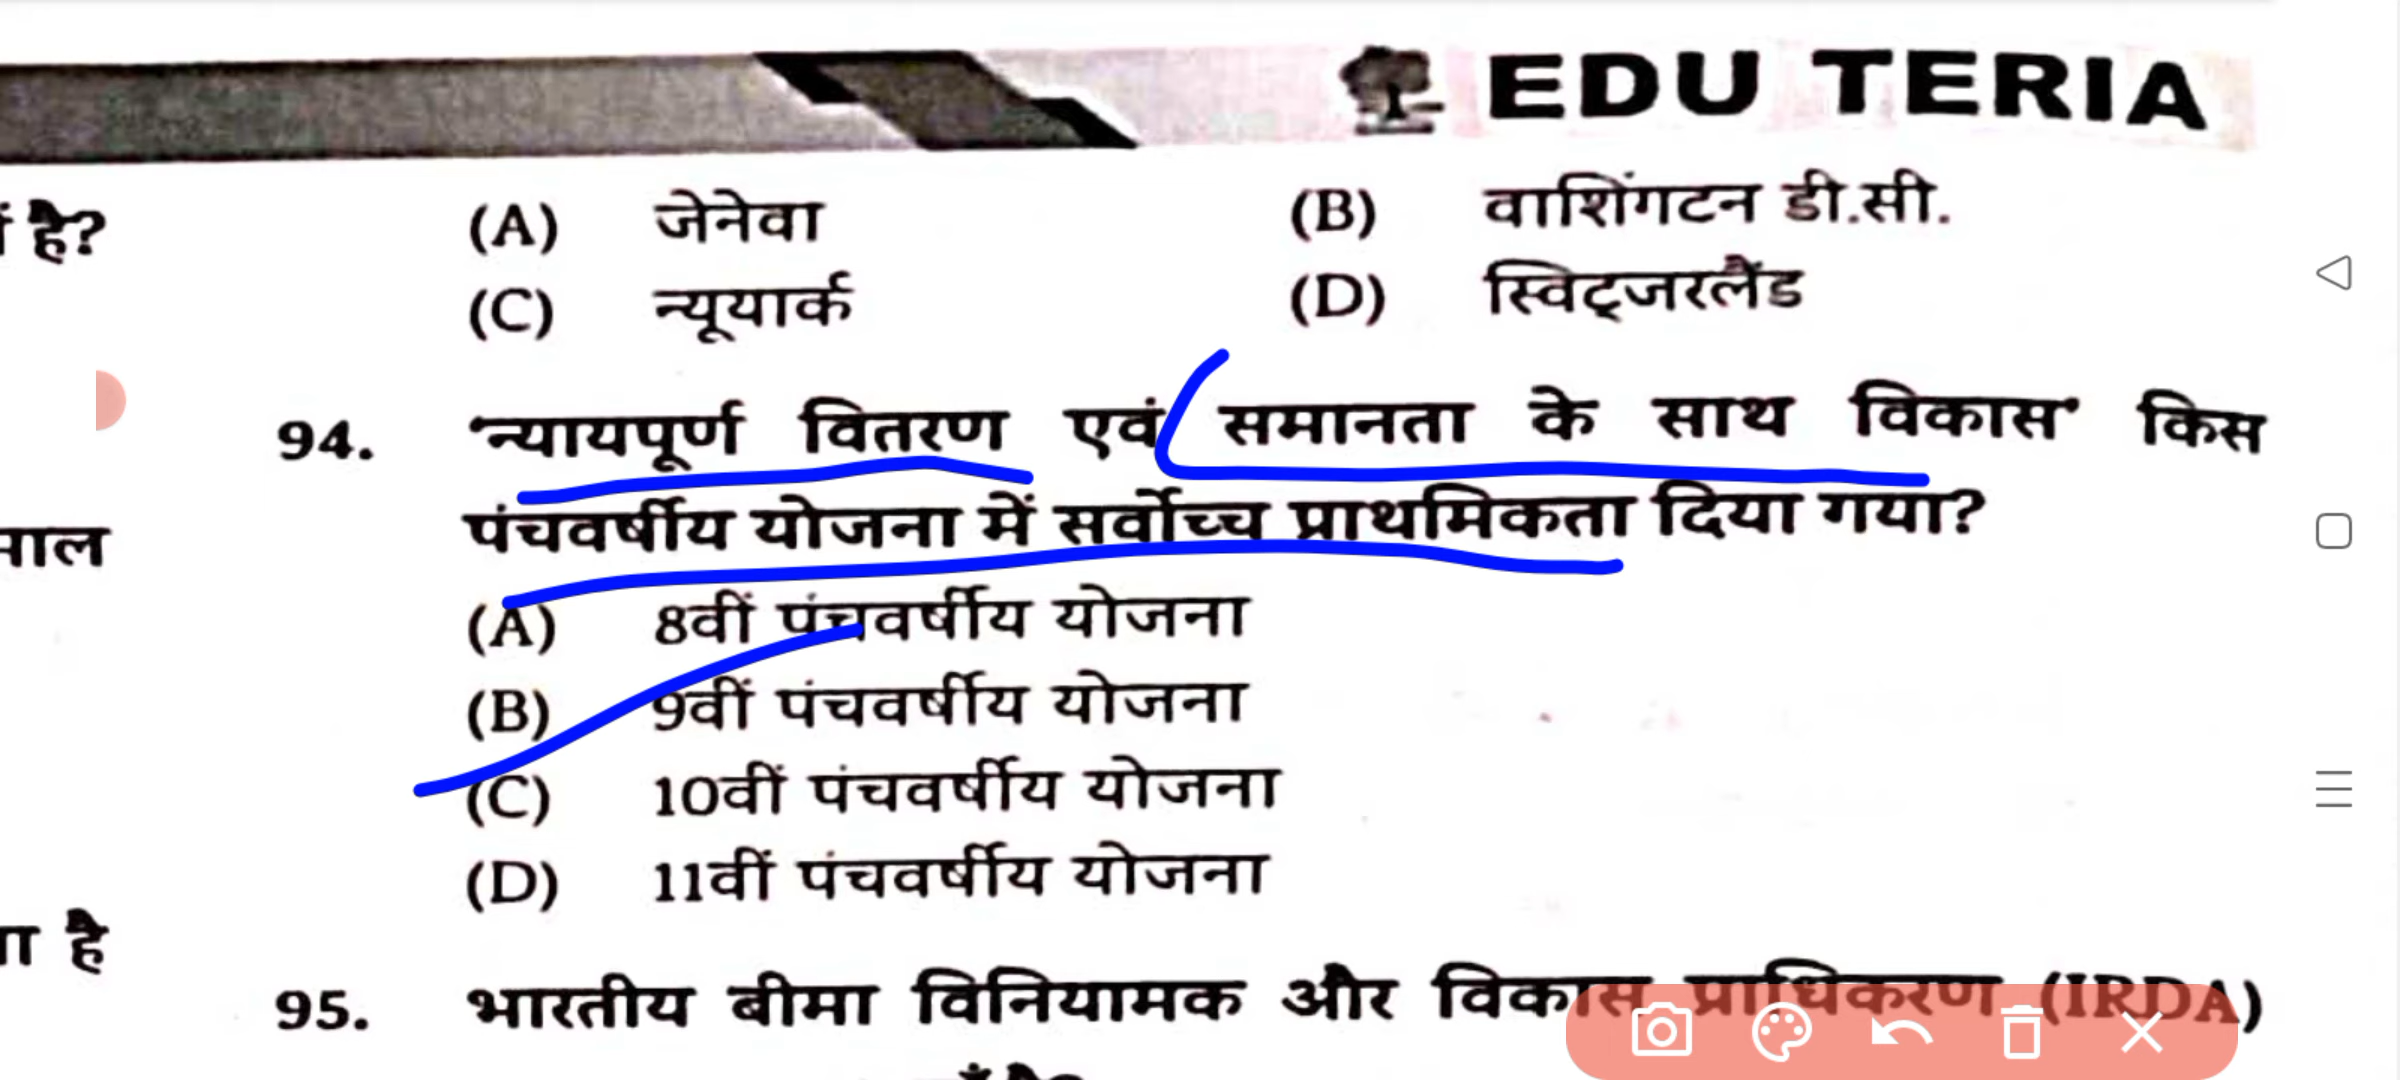 EDU TERIA
है?
(A) जेनेवा (B) वाशिंगटन डी.सी.
(C) न्यूयार्क (D) स्विट्जरलैंड
94. 'न्यायपूर्ण वितरण एवं समानता के साथ विकास' किस
पंचवर्षीय योजना में सर्वोच्च प्राथमिकता दिया गया?
(A) 8वीं पंचवर्षीय योजना
(B) 9वीं पंचवर्षीय योजना
(C) 10वीं पंचवर्षीय योजना
(D) 11वीं पंचवर्षीय योजना
है
95. भारतीय बीमा विनियामक और विकास प्राधिकरण (IRDA)